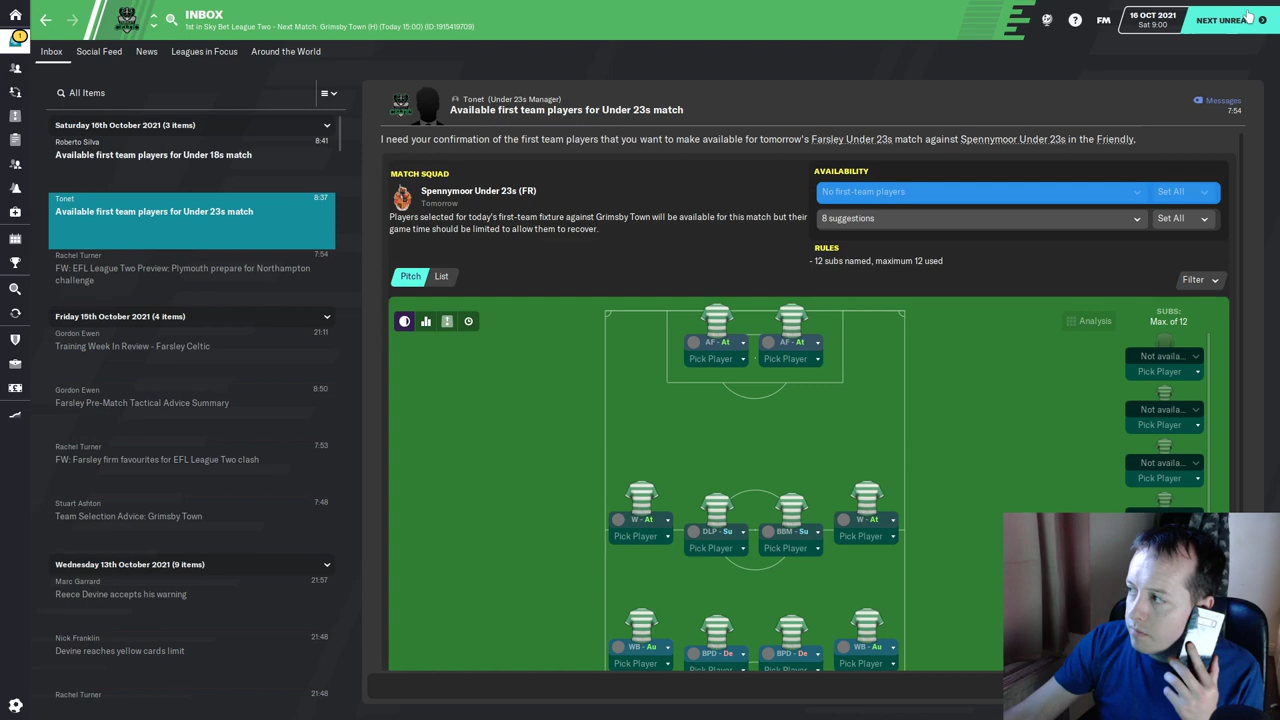 INBOX
1st in Sky Bet League Two - Next Match: Grimsby Town (H) (Today 15:00) (ID:1915419709)
FM
16 OCT 2021
Sat 9:00
NEXT UNREA
1
Inbox Social Feed News Leagues in Focus Around the World
All Items
Saturday 16th October 2021 (3 items)
Roberto Silva 8:41
Available first team players for Under 18s match
Tonet 8:37
Available first team players for Under 23s match
Rachel Turner 7:54
FW: EFL League Two Preview: Plymouth prepare for Northampton
challenge
Friday 15th October 2021 (4 items)
Gordon Ewen 21:11
Training Week In Review - Farsley Celtic
Gordon Ewen 8:50
Farsley Pre-Match Tactical Advice Summary
Rachel Turner 7:53
FW: Farsley firm favourites for EFL League Two clash
Stuart Ashton 7:48
Team Selection Advice: Grimsby Town
Wednesday 13th October 2021 (9 items)
Marc Garrard 21:57
Reece Devine accepts his warning
Nick Franklin 21:48
Devine reaches yellow cards limit
Rachel Turner 21:48
Tonet (Under 23s Manager)
Available first team players for Under 23s match
Messages
7:54
I need your confirmation of the first team players that you want to make available for tomorrow's Farsley Under 23s match against Spennymoor Under 23s in the Friendly.
MATCH SQUAD
Spennymoor Under 23s (FR)
Tomorrow
Players selected for today's first-team fixture against Grimsby Town will be available for this match but their
game time should be limited to allow them to recover.
AVAILABILITY
No first-team players Set All
8 suggestions Set All
RULES
- 12 subs named, maximum 12 used
Pitch List
Filter
Analysis
SUBS:
Max. of 12
AF - At AF - At
Pick Player Pick Player
Not availa...
Pick Player
Not availa...
Pick Player
Not availa...
Pick Player
W - At DLP - Su BBM - Su W - At
Pick Player Pick Player Pick Player Pick Player
WB - Au BPD - De BPD - De WB - Au
Pick Player Pick Player Pick Player Pick Player